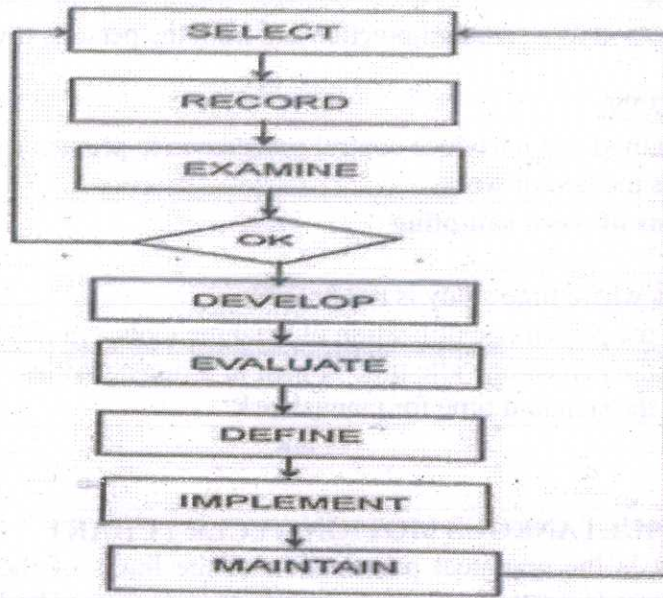 SELECT
RECORD
EXAMINE
OK
DEVELOP
EVALUATE
DEFINE
IMPLEMENT
MAINTAIN